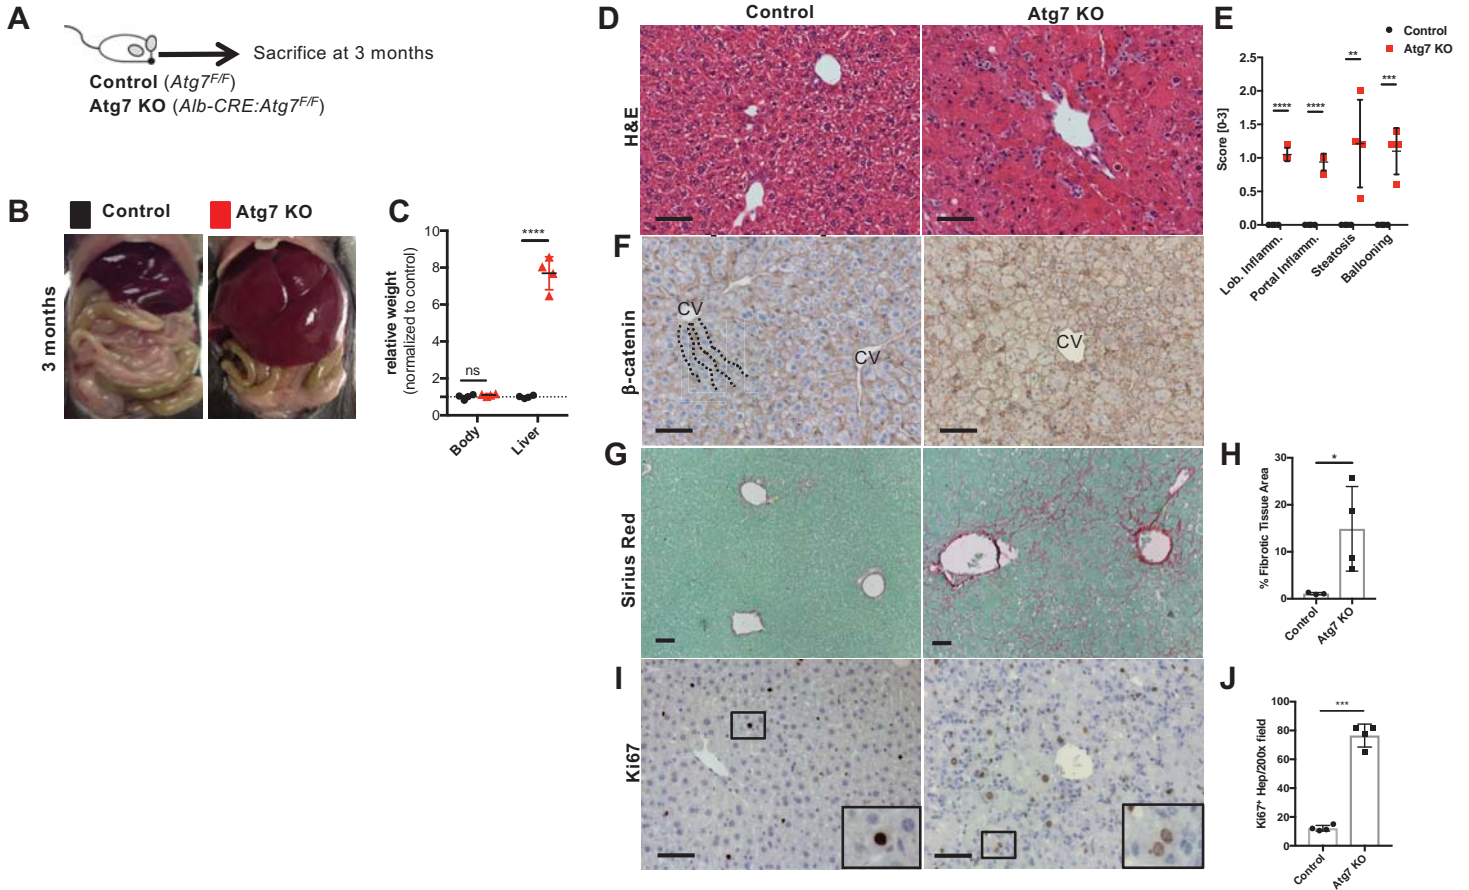 A
Sacrifice at 3 months
Control (Atg7F/F)
Atg7 KO (Alb-CRE:Atg7F/F)
B
Control
Atg7 KO
3 months
C
relative weight
(normalized to control)
10
8
6
4
2
0
ns
****
Body
Liver
D
Control
Atg7 KO
H&E
E
Control
Atg7 KO
Score [0-3]
2.5
2.0
1.5
1.0
0.5
0.0
****
****
**
***
Lob. Inflamm.
Portal Inflamm.
Steatosis
Ballooning
F
β-catenin
CV
CV
CV
G
Sirius Red
H
% Fibrotic Tissue Area
30
20
10
0
*
Control
Atg7 KO
I
Ki67
J
Ki67+ Hep/200x field
100
80
60
40
20
0
***
Control
Atg7 KO